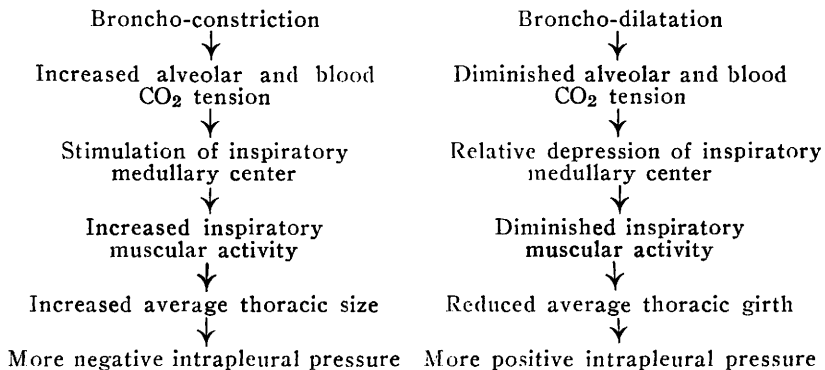 Broncho-constriction
↓
Increased alveolar and blood
CO₂ tension
↓
Stimulation of inspiratory
medullary center
↓
Increased inspiratory
muscular activity
↓
Increased average thoracic size
↓
More negative intrapleural pressure
Broncho-dilatation
↓
Diminished alveolar and blood
CO₂ tension
↓
Relative depression of inspiratory
medullary center
↓
Diminished inspiratory
muscular activity
↓
Reduced average thoracic girth
↓
More positive intrapleural pressure